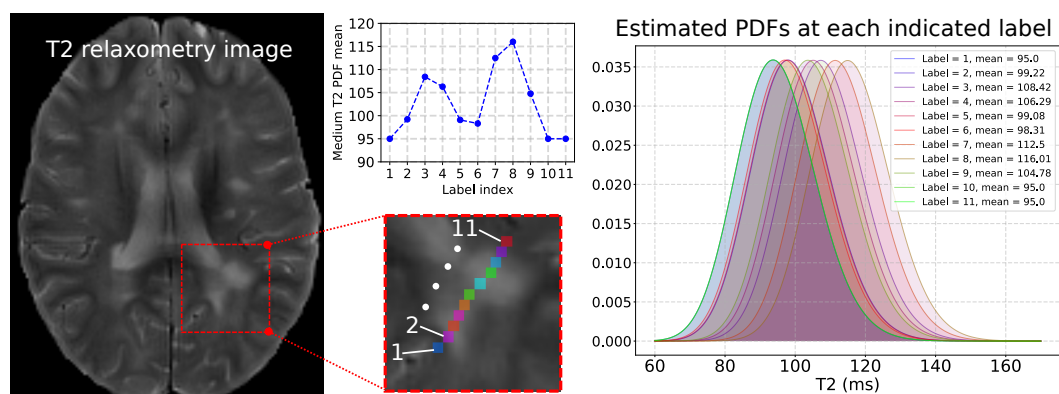 T2 relaxometry image
Medium T2 PDF mean
120
115
110
105
100
95
90
1 2 3 4 5 6 7 8 9 10 11
Label index
11
2
1
Estimated PDFs at each indicated label
0.035
0.030
0.025
0.020
0.015
0.010
0.005
0.000
Label = 1, mean = 95.0
Label = 2, mean = 99.22
Label = 3, mean = 108.42
Label = 4, mean = 106.29
Label = 5, mean = 99.08
Label = 6, mean = 98.31
Label = 7, mean = 112.5
Label = 8, mean = 116.01
Label = 9, mean = 104.78
Label = 10, mean = 95.0
Label = 11, mean = 95.0
60 80 100 120 140 160
T2 (ms)